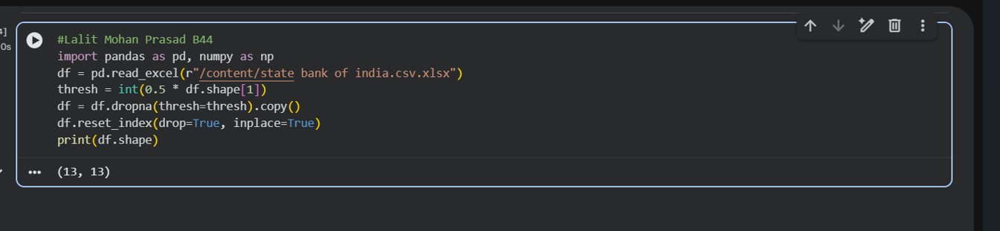 4]
0s
#Lalit Mohan Prasad B44
import pandas as pd, numpy as np
df = pd.read_excel(r"/content/state bank of india.csv.xlsx")
thresh = int(0.5 * df.shape[1])
df = df.dropna(thresh=thresh).copy()
df.reset_index(drop=True, inplace=True)
print(df.shape)
(13, 13)